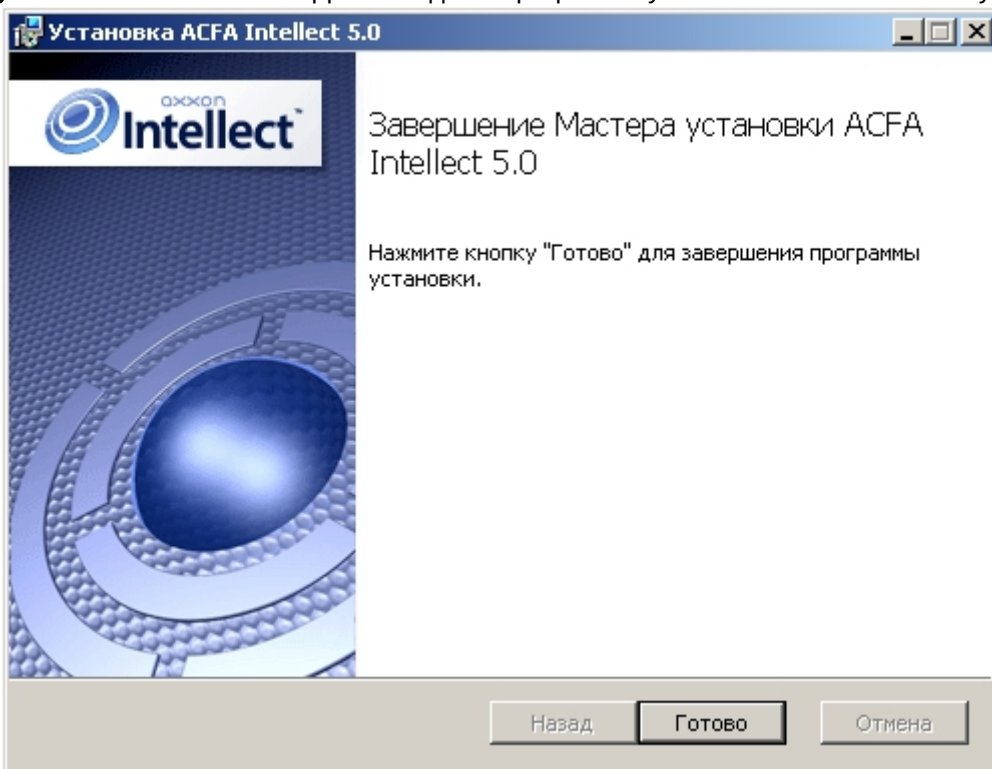 Установка ACFA Intellect 5.0
axxon
Intellect
Завершение Мастера установки ACFA
Intellect 5.0
Нажмите кнопку "Готово" для завершения программы
установки.
Назад
Готово
Отмена